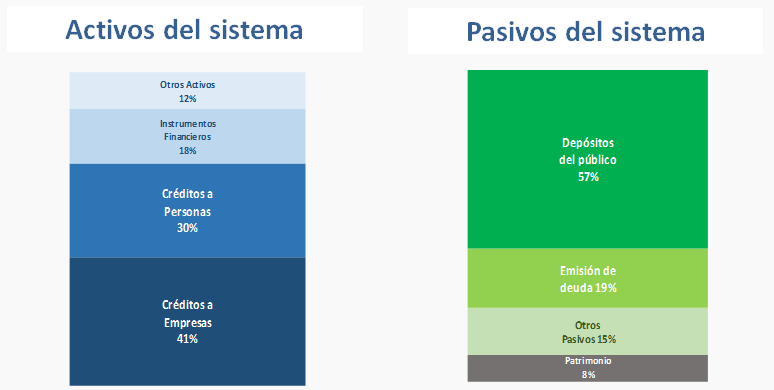 Activos del sistema
Otros Activos
12%
Instrumentos
Financieros
18%
Créditos a
Personas
30%
Créditos a
Empresas
41%
Pasivos del sistema
Depósitos
del público
57%
Emisión de
deuda 19%
Otros
Pasivos 15%
Patrimonio
8%